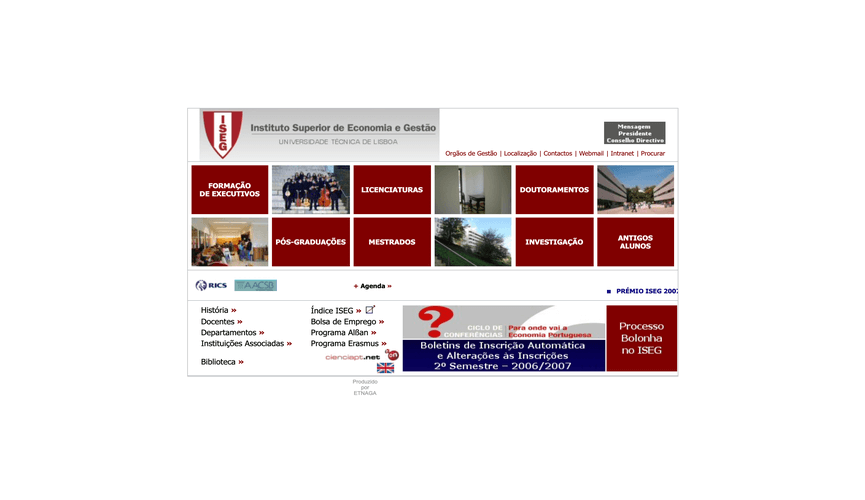 ISEG
Instituto Superior de Economia e Gestão
UNIVERSIDADE TÉCNICA DE LISBOA
Mensagem
Presidente
Conselho Directivo
Orgãos de Gestão | Localização | Contactos | Webmail | Intranet | Procurar
FORMAÇÃO
DE EXECUTIVOS
LICENCIATURAS
DOUTORAMENTOS
PÓS-GRADUAÇÕES
MESTRADOS
INVESTIGAÇÃO
ANTIGOS
ALUNOS
RICS
AACSB
+ Agenda »
PRÉMIO ISEG 2007
História »
Docentes »
Departamentos »
Instituições Associadas »
Biblioteca »
Índice ISEG »
Bolsa de Emprego »
Programa Alßan »
Programa Erasmus »
cienciapt.net
b-on
?
CICLO DE
CONFERÊNCIAS
Para onde vai a
Economia Portuguesa
Boletins de Inscrição Automática
e Alterações às Inscrições
2º Semestre – 2006/2007
Processo
Bolonha
no ISEG
Produzido
por
ETNAGA